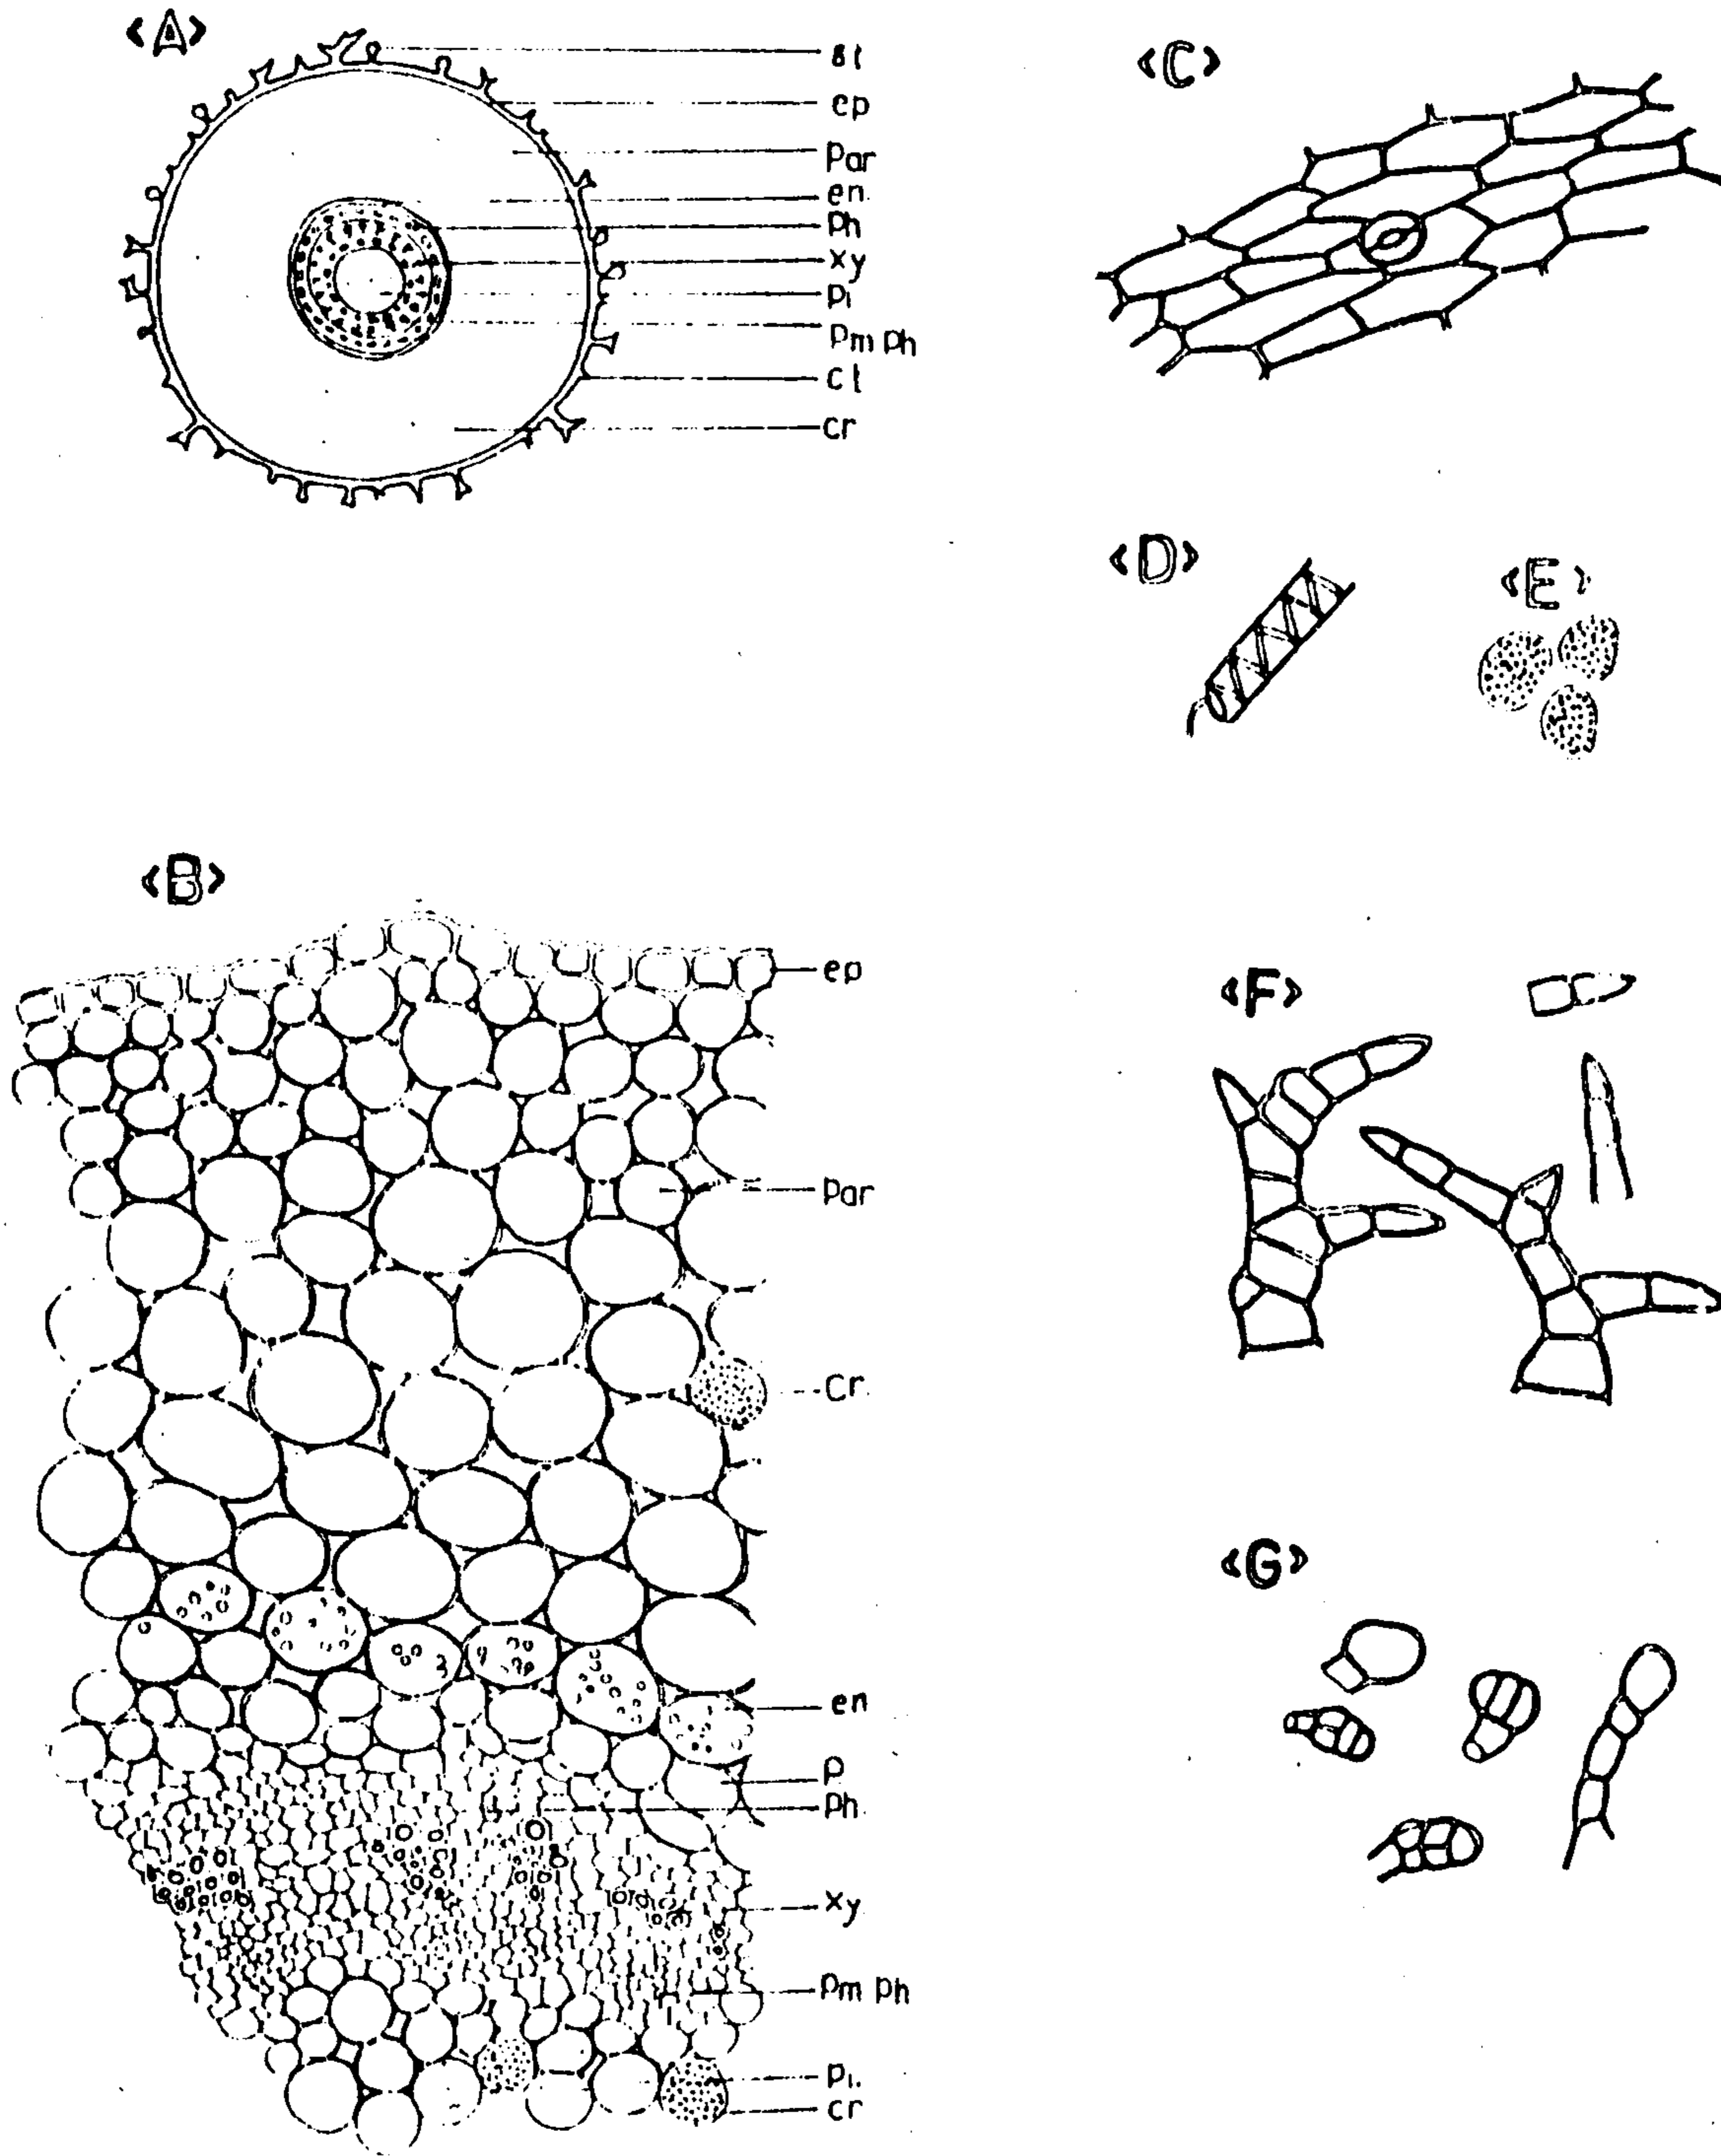 <A>
st
ep
par
en.
ph
xy
pi
pm ph
ct
cr
<B>
ep
par
Cr.
en
p
ph
xy
pm ph
pi.
cr
<C>
<D>
<E>
<F>
<G>